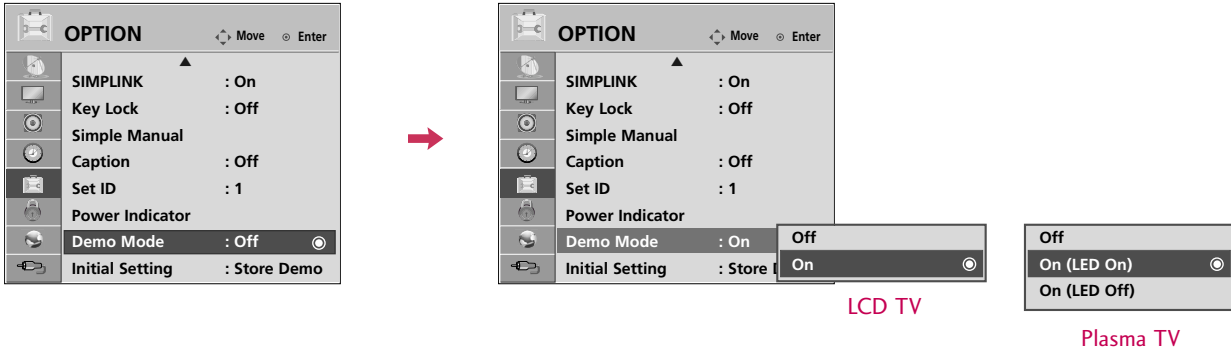 OPTION Move Enter
SIMPLINK : On
Key Lock : Off
Simple Manual
Caption : Off
Set ID : 1
Power Indicator
Demo Mode : Off
Initial Setting : Store Demo
OPTION Move Enter
SIMPLINK : On
Key Lock : Off
Simple Manual
Caption : Off
Set ID : 1
Power Indicator
Demo Mode : On
Initial Setting : Store
Off
On
LCD TV
Off
On (LED On)
On (LED Off)
Plasma TV